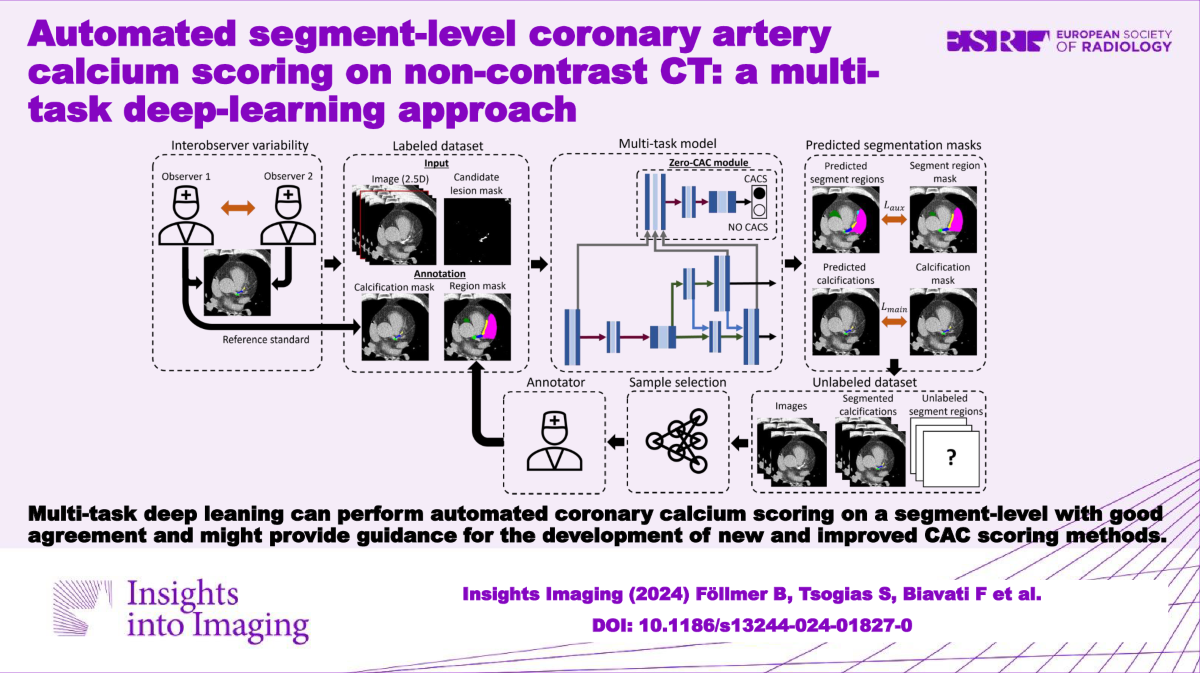 Automated segment-level coronary artery
calcium scoring on non-contrast CT: a multi-
task deep-learning approach
EUROPEAN SOCIETY
OF RADIOLOGY
Interobserver variability
Observer 1
Observer 2
Reference standard
Labeled dataset
Input
Image (2.5D)
Candidate
lesion mask
Annotation
Calcification mask
Region mask
Multi-task model
Zero-CAC module
CACS
NO CACS
Predicted segmentation masks
Predicted
segment regions
Segment region
mask
Laux
Predicted
calcifications
Calcification
mask
Lmain
Annotator
Sample selection
Unlabeled dataset
Images
Segmented
calcifications
Unlabeled
segment regions
?
Multi-task deep leaning can perform automated coronary calcium scoring on a segment-level with good
agreement and might provide guidance for the development of new and improved CAC scoring methods.
Insights
into Imaging
Insights Imaging (2024) Föllmer B, Tsogias S, Biavati F et al.
DOI: 10.1186/s13244-024-01827-0